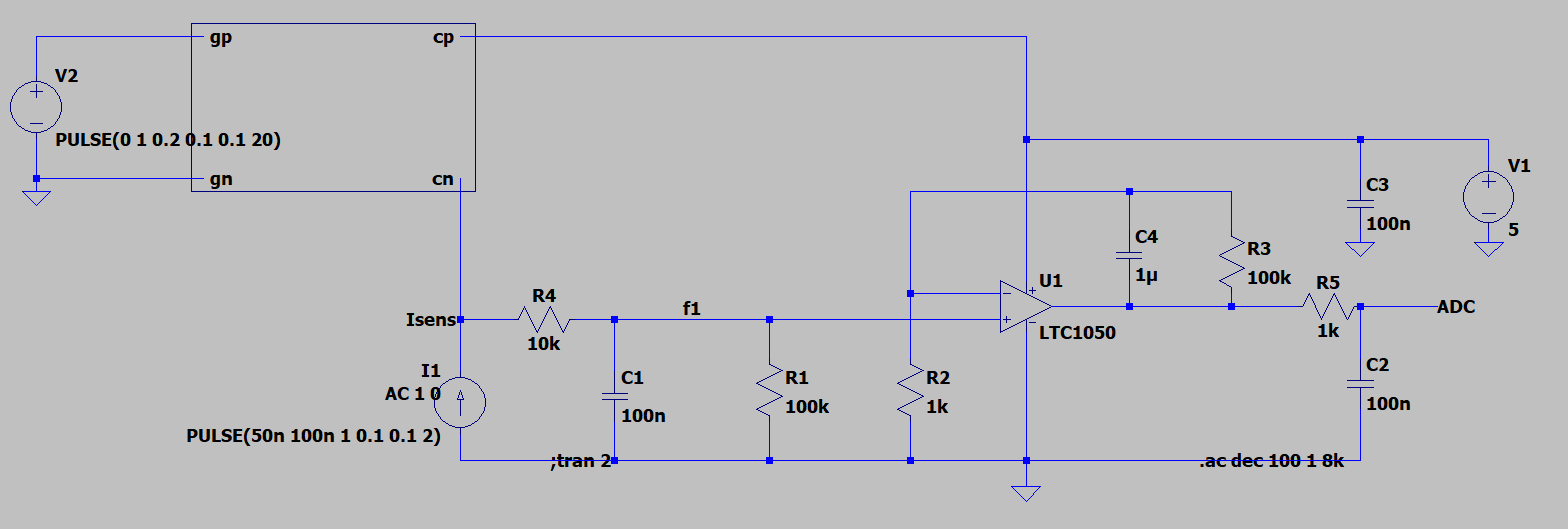 gp
cp
V2
PULSE(0 1 0.2 0.1 0.1 20)
gn
cn
V1
5
C3
100n
C4
1µ
R3
100k
U1
LTC1050
R5
1k
ADC
R4
10k
f1
Isens
I1
AC 1 0
PULSE(50n 100n 1 0.1 0.1 2)
C1
100n
R1
100k
R2
1k
C2
100n
;tran 2
.ac dec 100 1 8k